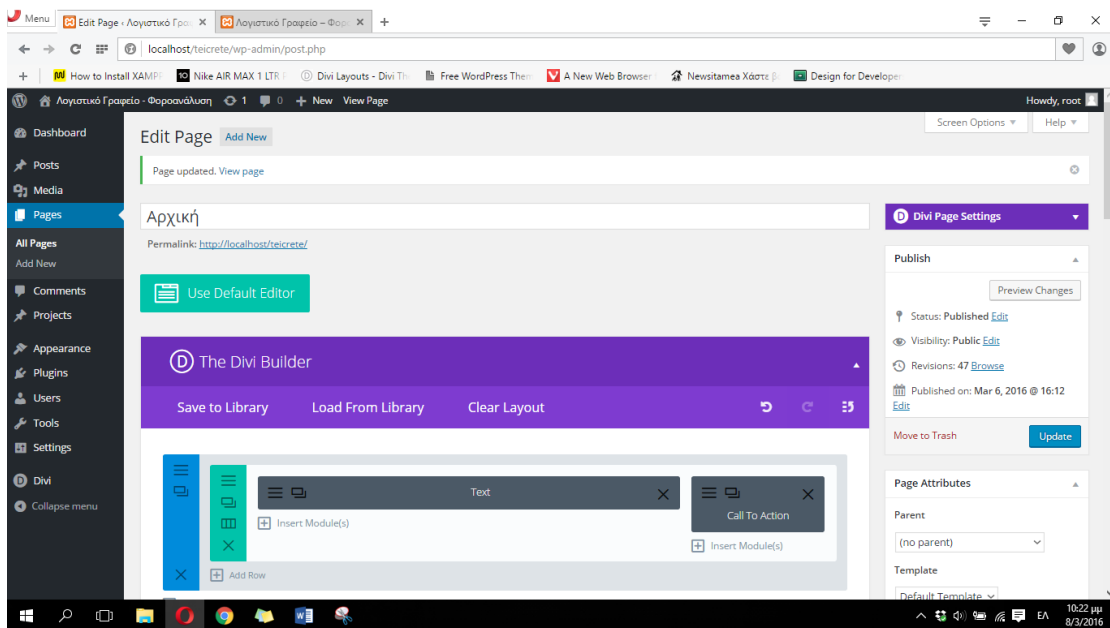 Menu
Edit Page ‹ Λογιστικό Γρα
Λογιστικό Γραφείο – Φορο
localhost/teicrete/wp-admin/post.php
How to Install XAMP
Nike AIR MAX 1 LTR
Divi Layouts - Divi Th
Free WordPress Them
A New Web Browser
Newsitamea Χάστε β
Design for Developer
Λογιστικό Γραφείο - Φοροανάλυση
1
0
+ New
View Page
Howdy, root
Dashboard
Posts
Media
Pages
All Pages
Add New
Comments
Projects
Appearance
Plugins
Users
Tools
Settings
Divi
Collapse menu
Screen Options
Help
Edit Page
Add New
Page updated. View page
Αρχική
Permalink: http://localhost/teicrete/
Use Default Editor
D The Divi Builder
Save to Library
Load From Library
Clear Layout
Text
Insert Module(s)
Call To Action
Insert Module(s)
Add Row
D Divi Page Settings
Publish
Preview Changes
Status: Published Edit
Visibility: Public Edit
Revisions: 47 Browse
Published on: Mar 6, 2016 @ 16:12
Edit
Move to Trash
Update
Page Attributes
Parent
(no parent)
Template
Default Template
ΕΛ
10:22 μμ
8/3/2016